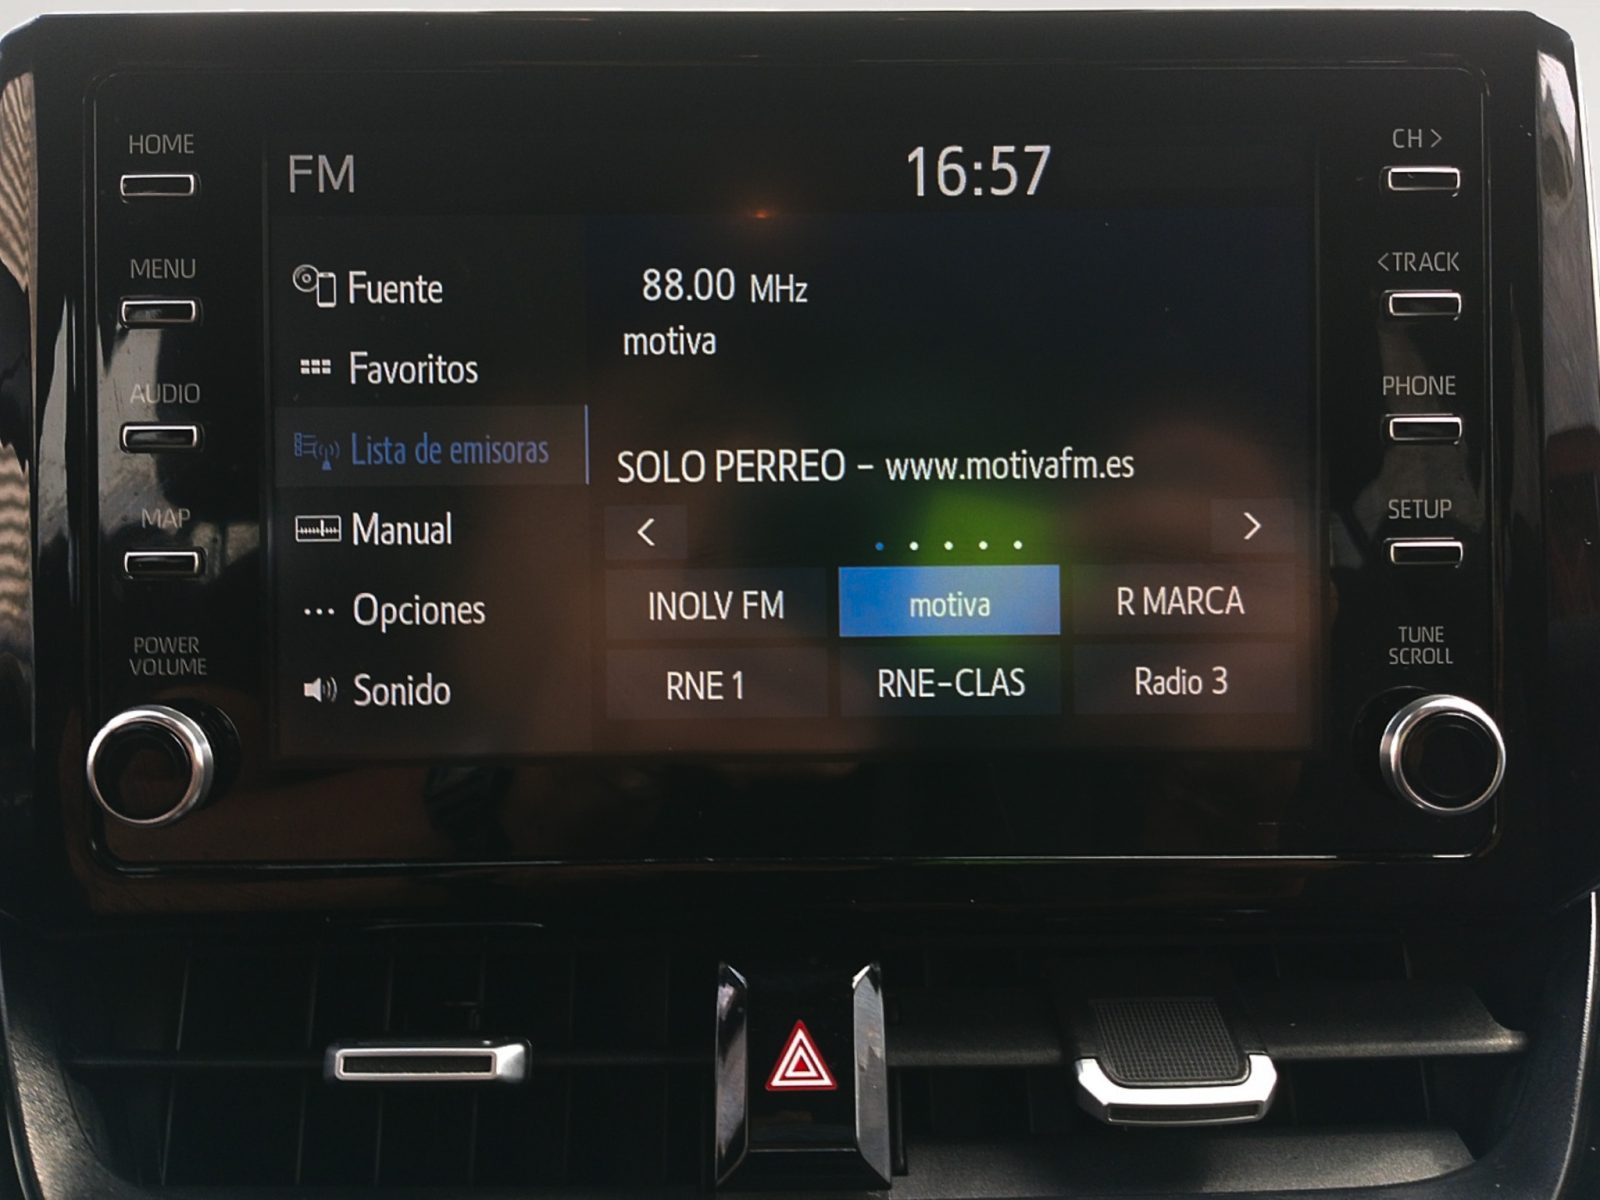 HOME
MENU
AUDIO
MAP
POWER
VOLUME
FM
16:57
Fuente
Favoritos
Lista de emisoras
Manual
Opciones
Sonido
88.00 MHz
motiva
SOLO PERREO - www.motivafm.es
INOLV FM
motiva
R MARCA
RNE 1
RNE-CLAS
Radio 3
CH >
<TRACK
PHONE
SETUP
TUNE
SCROLL